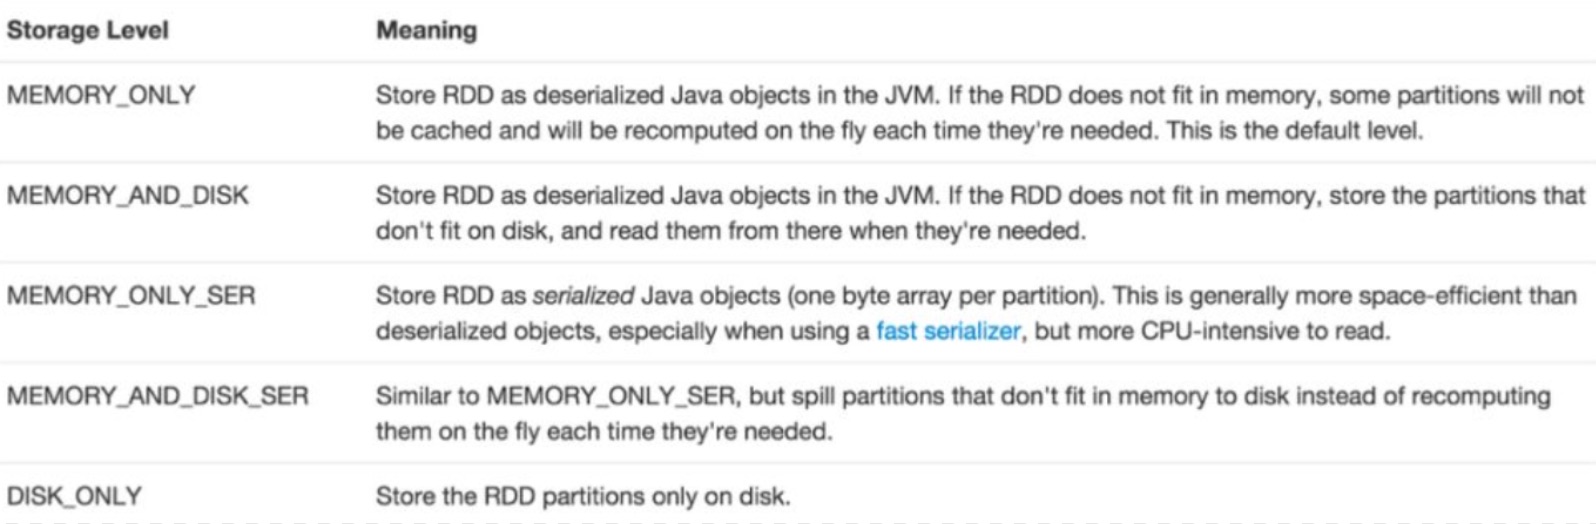 Storage Level Meaning
MEMORY_ONLY Store RDD as deserialized Java objects in the JVM. If the RDD does not fit in memory, some partitions will not
be cached and will be recomputed on the fly each time they're needed. This is the default level.
MEMORY_AND_DISK Store RDD as deserialized Java objects in the JVM. If the RDD does not fit in memory, store the partitions that
don't fit on disk, and read them from there when they're needed.
MEMORY_ONLY_SER Store RDD as serialized Java objects (one byte array per partition). This is generally more space-efficient than
deserialized objects, especially when using a fast serializer, but more CPU-intensive to read.
MEMORY_AND_DISK_SER Similar to MEMORY_ONLY_SER, but spill partitions that don't fit in memory to disk instead of recomputing
them on the fly each time they're needed.
DISK_ONLY Store the RDD partitions only on disk.